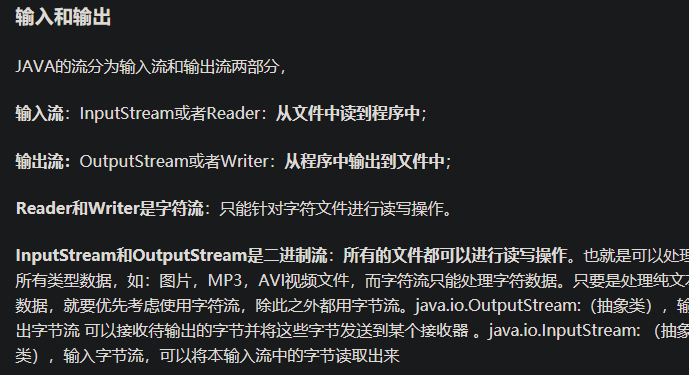 输入和输出
JAVA的流分为输入流和输出流两部分，
输入流：InputStream或者Reader：从文件中读到程序中；
输出流：OutputStream或者Writer：从程序中输出到文件中；
Reader和Writer是字符流：只能针对字符文件进行读写操作。
InputStream和OutputStream是二进制流：所有的文件都可以进行读写操作。也就是可以处理
所有类型数据，如：图片，MP3，AVI视频文件，而字符流只能处理字符数据。只要是处理纯文
数据，就要优先考虑使用字符流，除此之外都用字节流。java.io.OutputStream:（抽象类），输
出字节流 可以接收待输出的字节并将这些字节发送到某个接收器 。java.io.InputStream: （抽象
类），输入字节流，可以将本输入流中的字节读取出来